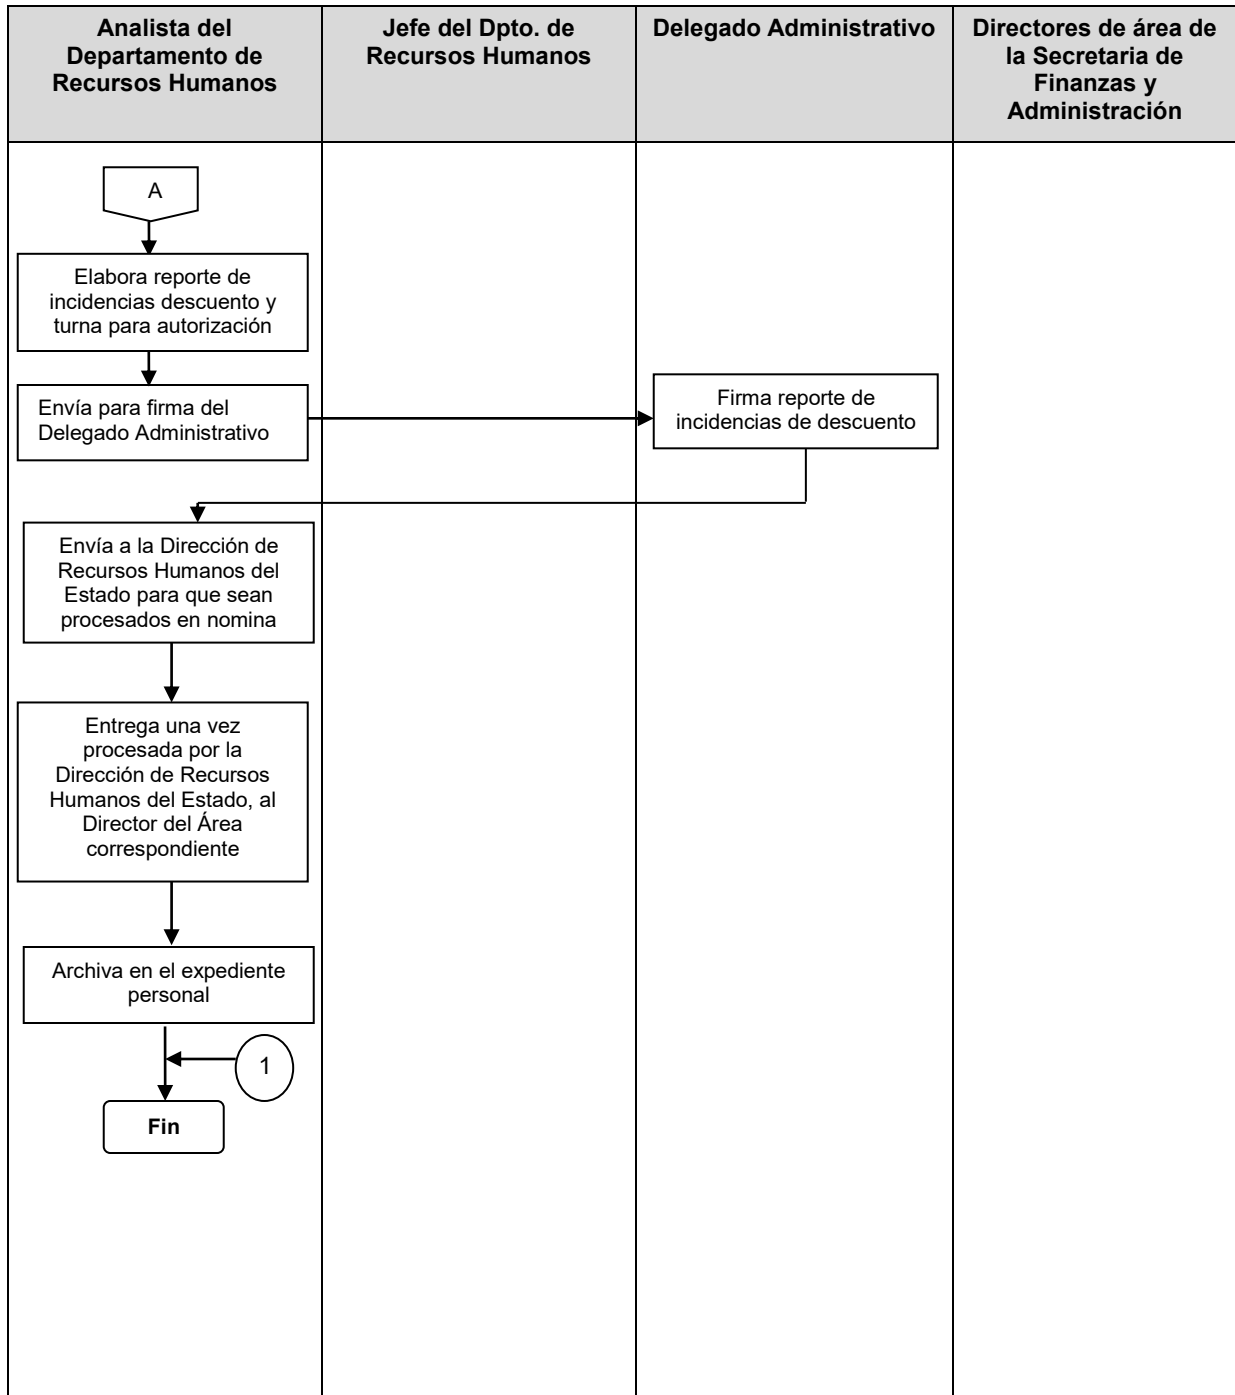 Analista del
Departamento de
Recursos Humanos
Jefe del Dpto. de
Recursos Humanos
Delegado Administrativo
Directores de área de
la Secretaria de
Finanzas y
Administración
A
Elabora reporte de
incidencias descuento y
turna para autorización
Envía para firma del
Delegado Administrativo
Firma reporte de
incidencias de descuento
Envía a la Dirección de
Recursos Humanos del
Estado para que sean
procesados en nomina
Entrega una vez
procesada por la
Dirección de Recursos
Humanos del Estado, al
Director del Área
correspondiente
Archiva en el expediente
personal
1
Fin